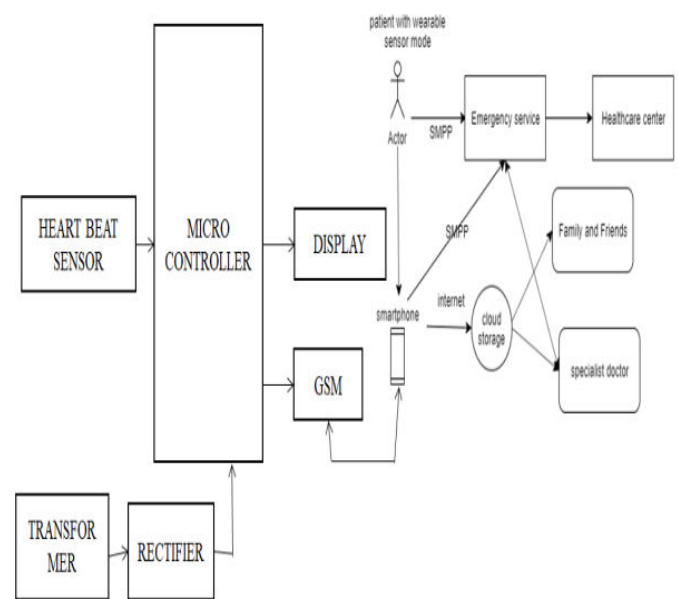 patient with wearable
sensor mode
Actor
SMPP
Emergency service
Healthcare center
HEART BEAT
SENSOR
MICRO
CONTROLLER
DISPLAY
SMPP
Family and Friends
smartphone
internet
cloud
storage
specialist doctor
GSM
TRANSFOR
MER
RECTIFIER